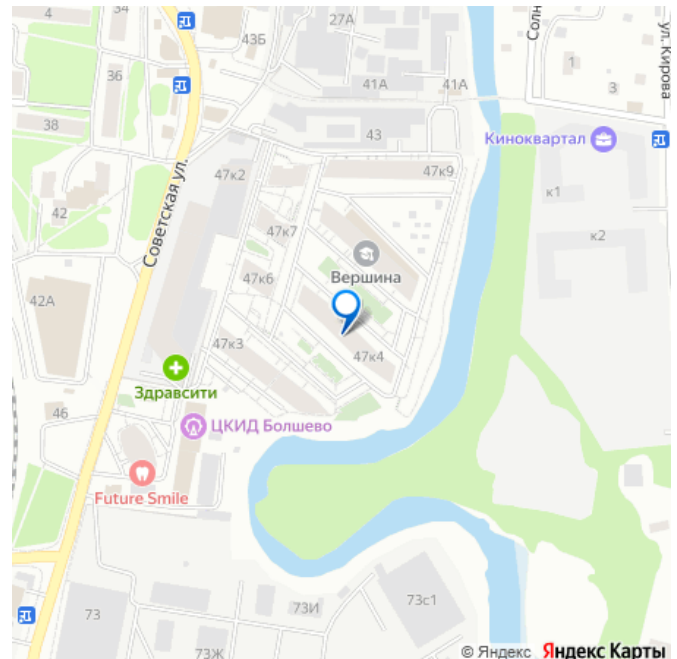 4
34
27А
43Б
36
41А
41А
Солн
1
3
ул. Кирова
38
43
Киноквартал
47к2
47к9
к1
42
Советская ул.
47к7
к2
Вершина
47к6
42А
47к3
47к4
Здравсити
46
ЦКИД Болшево
Future Smile
73
73И
73с1
73Ж
© Яндекс Яндекс Карты